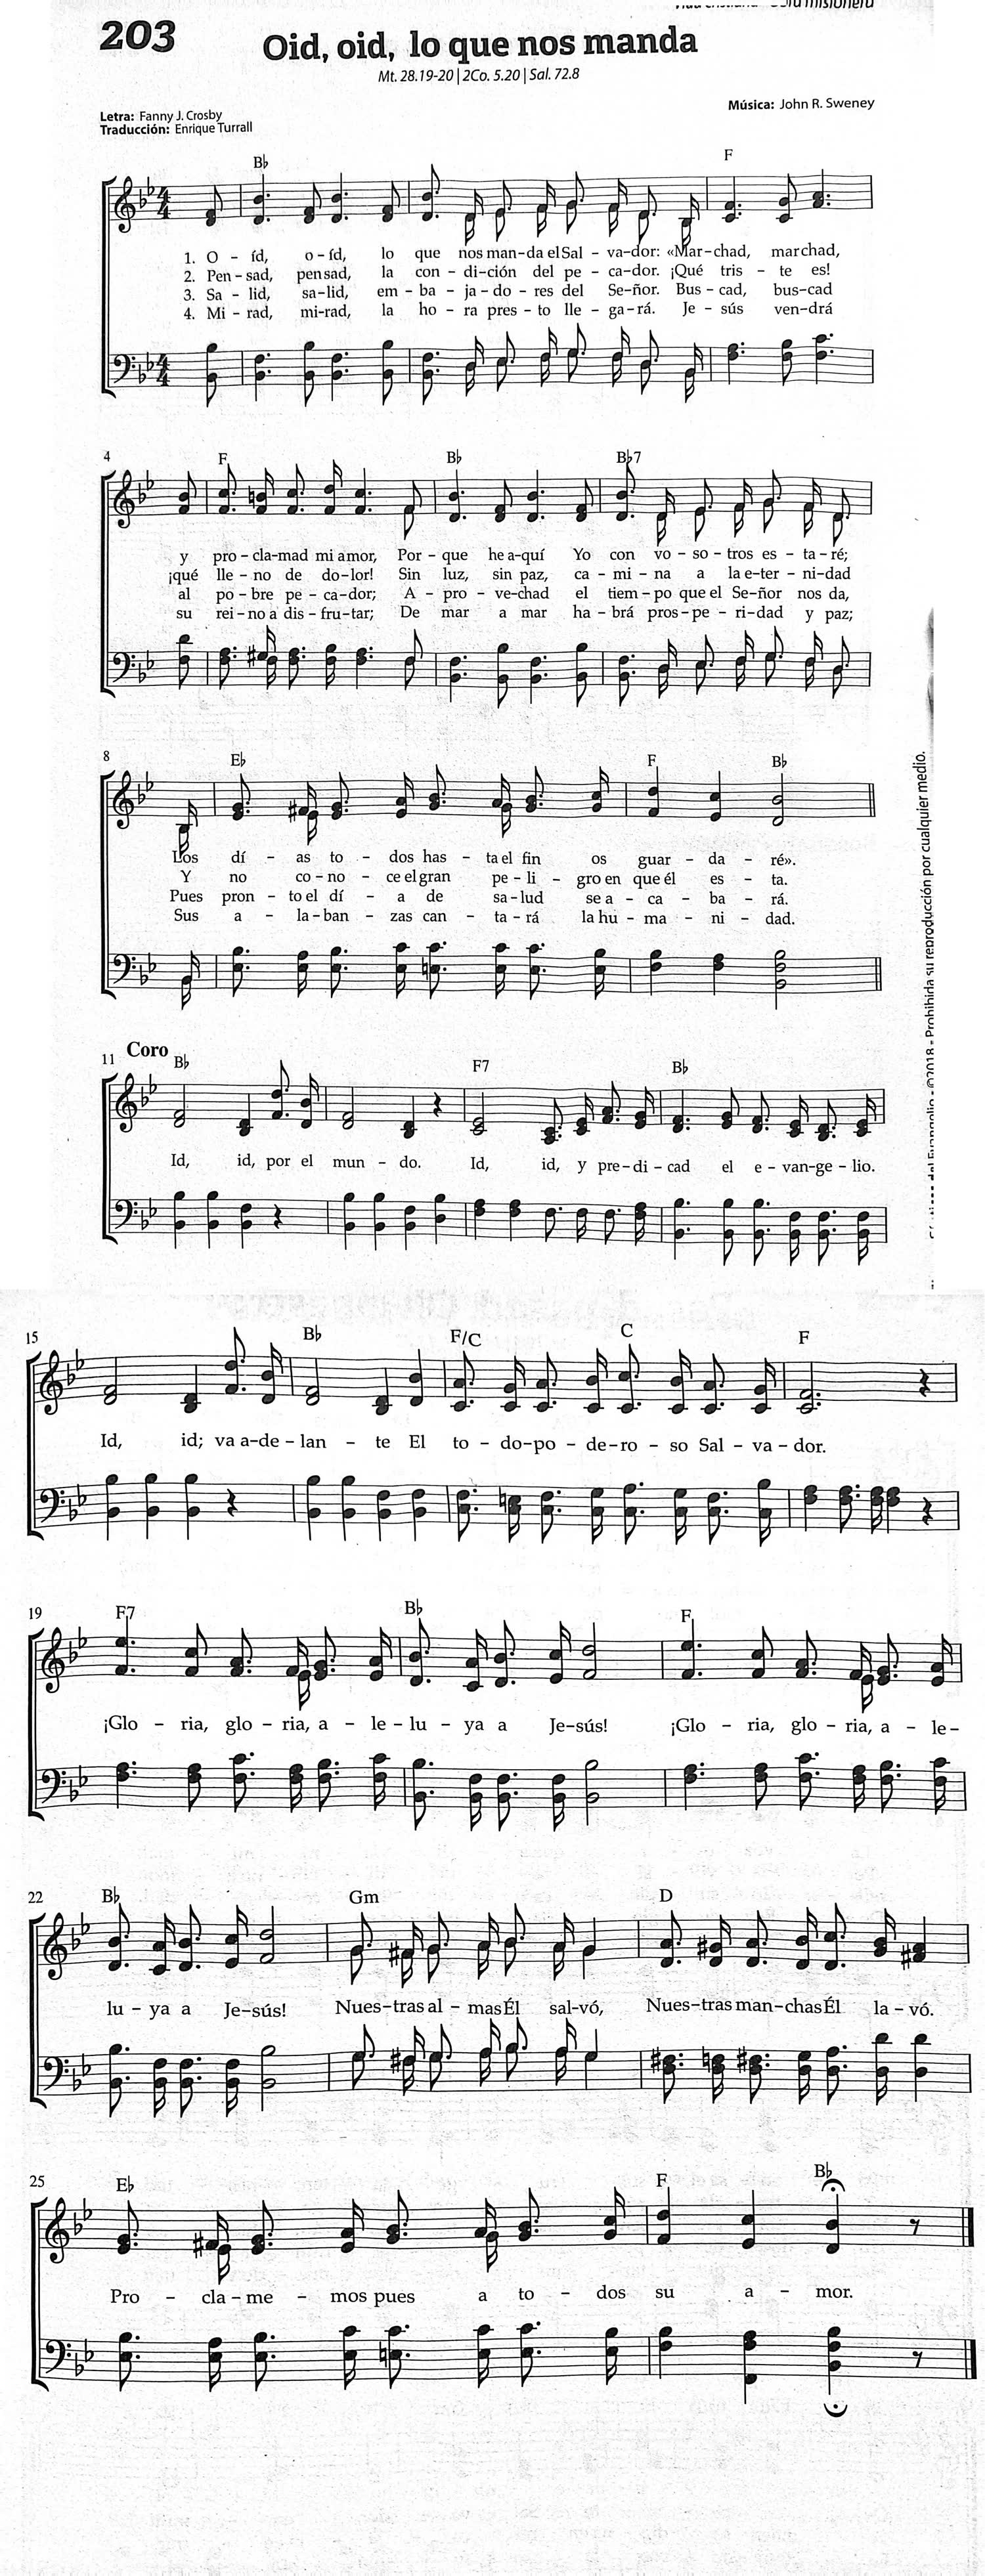 203
Oid, oid, lo que nos manda
Mt. 28.19-20 | 2Co. 5.20 | Sal. 72.8
Letra: Fanny J. Crosby
Traducción: Enrique Turrall
Música: John R. Sweney
B♭ F
1. O – íd, o – íd, lo que nos man – da el Sal – va – dor: «Mar – chad, mar chad,
2. Pen – sad, pen sad, la con – di – ción del pe – ca – dor. ¡Qué tris – te es!
3. Sa – lid, sa – lid, em – ba – ja – do – res del Se – ñor. Bus – cad, bus – cad
4. Mi – rad, mi – rad, la ho – ra pres – to lle – ga – rá. Je – sús ven – drá
4 F B♭ B♭7
y pro – cla – mad mi amor, Por – que he a – quí Yo con vo – so – tros es – ta – ré;
¡qué lle – no de do – lor! Sin luz, sin paz, ca – mi – na a la e – ter – ni – dad
al po – bre pe – ca – dor; A – pro – ve – chad el tiem – po que el Se – ñor nos da,
su rei – no a dis – fru – tar; De mar a mar ha – brá pros – pe – ri – dad y paz;
8 E♭ F B♭
Los dí – as to – dos has – ta el fin os guar – da – ré».
Y no co – no – ce el gran pe – li – gro en que él es – ta.
Pues pron – to el dí – a de sa – lud se a – ca – ba – rá.
Sus a – la – ban – zas can – ta – rá la hu – ma – ni – dad.
Coro
11 B♭ F7 B♭
Id, id, por el mun – do. Id, id, y pre – di – cad el e – van – ge – lio.
15 B♭ F/C C F
Id, id; va a – de – lan – te El to – do – po – de – ro – so Sal – va – dor.
19 F7 B♭ F
¡Glo – ria, glo – ria, a – le – lu – ya a Je – sús! ¡Glo – ria, glo – ria, a – le –
22 B♭ Gm D
lu – ya a Je – sús! Nues – tras al – mas Él sal – vó, Nues – tras man – chas Él la – vó.
25 E♭ F B♭
Pro – cla – me – mos pues a to – dos su a – mor.
©2018 - Prohibida su reproducción por cualquier medio.